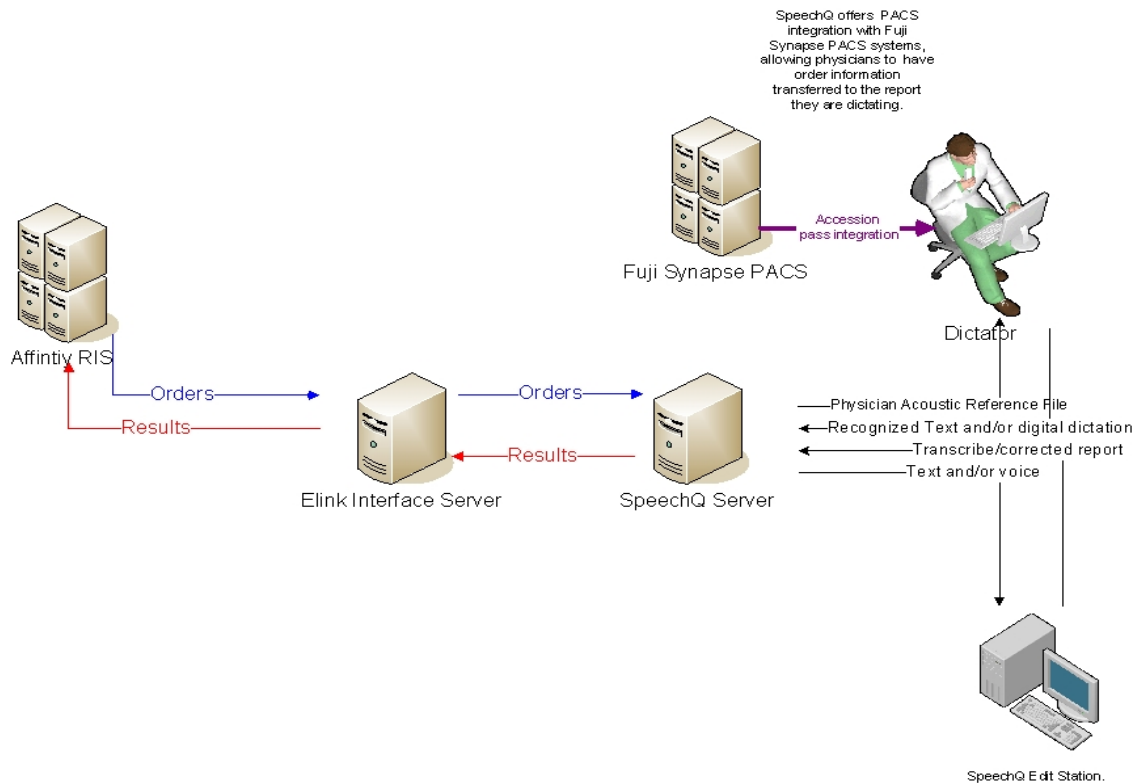 SpeechQ offers PACS
integration with Fuji
Synapse PACS systems,
allowing physicians to have
order information
transferred to the report
they are dictating.
Accession
pass integration
Fuji Synapse PACS
Dictator
Affintiv RIS
Orders
Results
Orders
Results
Elink Interface Server
SpeechQ Server
Physician Acoustic Reference File
Recognized Text and/or digital dictation
Transcribe/corrected report
Text and/or voice
SpeechQ Edit Station.